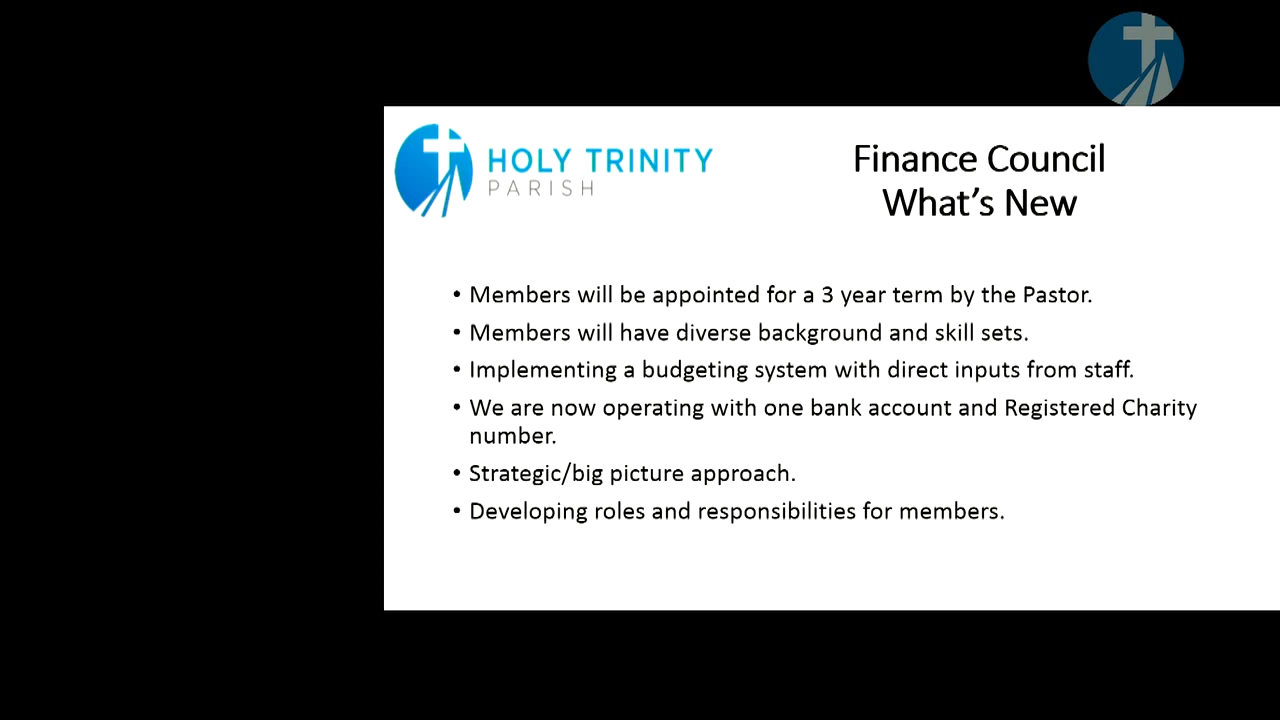 HOLY TRINITY
PARISH
Finance Council
What's New
• Members will be appointed for a 3 year term by the Pastor.
• Members will have diverse background and skill sets.
• Implementing a budgeting system with direct inputs from staff.
• We are now operating with one bank account and Registered Charity
number.
• Strategic/big picture approach.
• Developing roles and responsibilities for members.